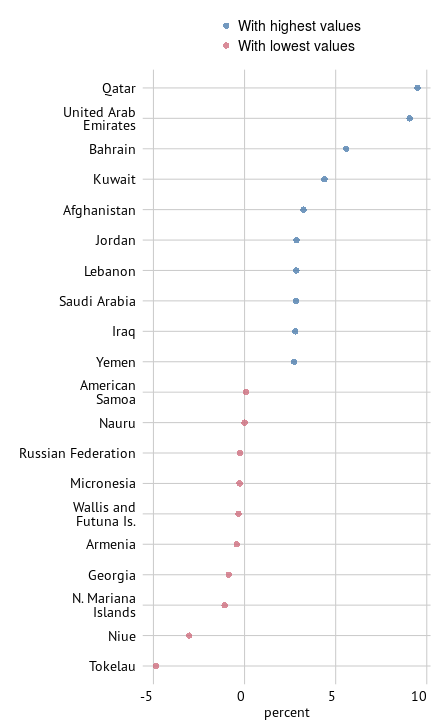 With highest values
With lowest values
Qatar
United Arab
Emirates
Bahrain
Kuwait
Afghanistan
Jordan
Lebanon
Saudi Arabia
Iraq
Yemen
American
Samoa
Nauru
Russian Federation
Micronesia
Wallis and
Futuna Is.
Armenia
Georgia
N. Mariana
Islands
Niue
Tokelau
-5 0 5 10
percent